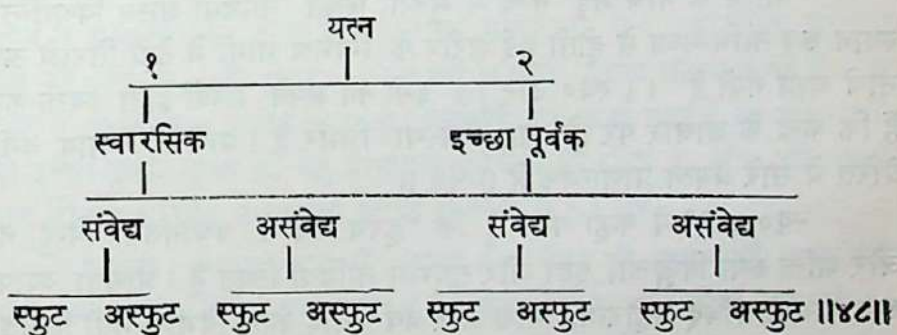 यत्न
१ २
स्वारसिक इच्छा पूर्वक
संवेद्य असंवेद्य संवेद्य असंवेद्य
स्फुट अस्फुट स्फुट अस्फुट स्फुट अस्फुट स्फुट अस्फुट ॥४८॥